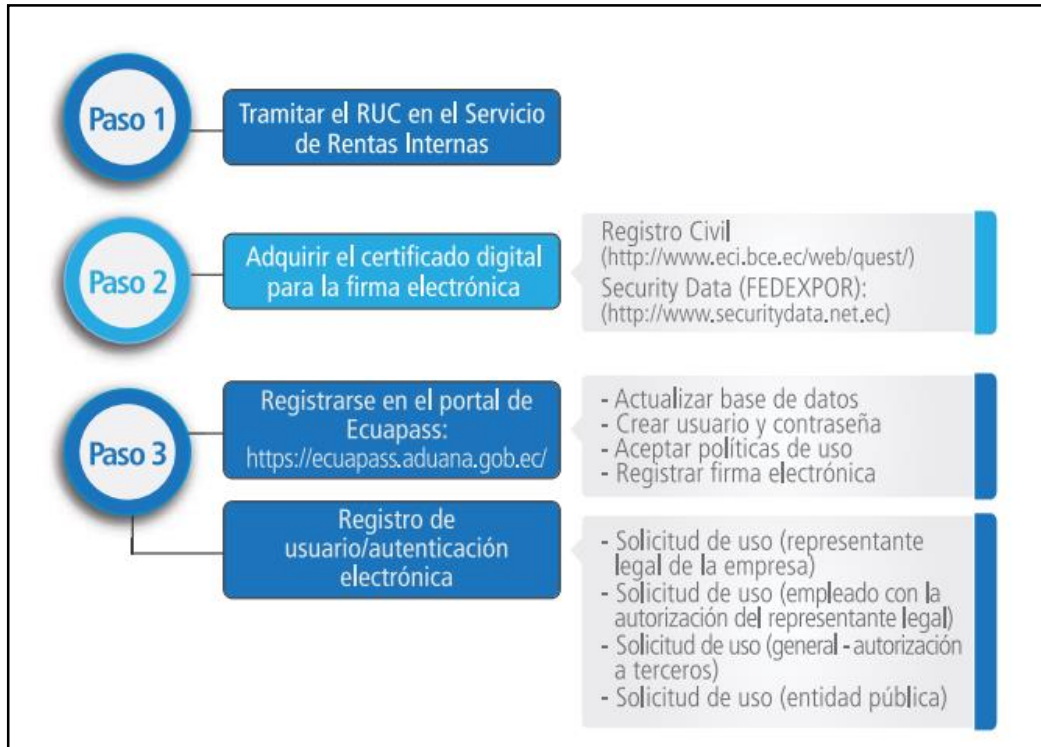 Paso 1
Tramitar el RUC en el Servicio
de Rentas Internas
Paso 2
Adquirir el certificado digital
para la firma electrónica
Registro Civil
(http://www.eci.bce.ec/web/quest/)
Security Data (FEDEXPOR):
(http://www.securitydata.net.ec)
Paso 3
Registrarse en el portal de
Ecuapass:
https://ecuapass.aduana.gob.ec/
- Actualizar base de datos
- Crear usuario y contraseña
- Aceptar políticas de uso
- Registrar firma electrónica
Registro de
usuario/autenticación
electrónica
- Solicitud de uso (representante
legal de la empresa)
- Solicitud de uso (empleado con la
autorización del representante legal)
- Solicitud de uso (general - autorización
a terceros)
- Solicitud de uso (entidad pública)